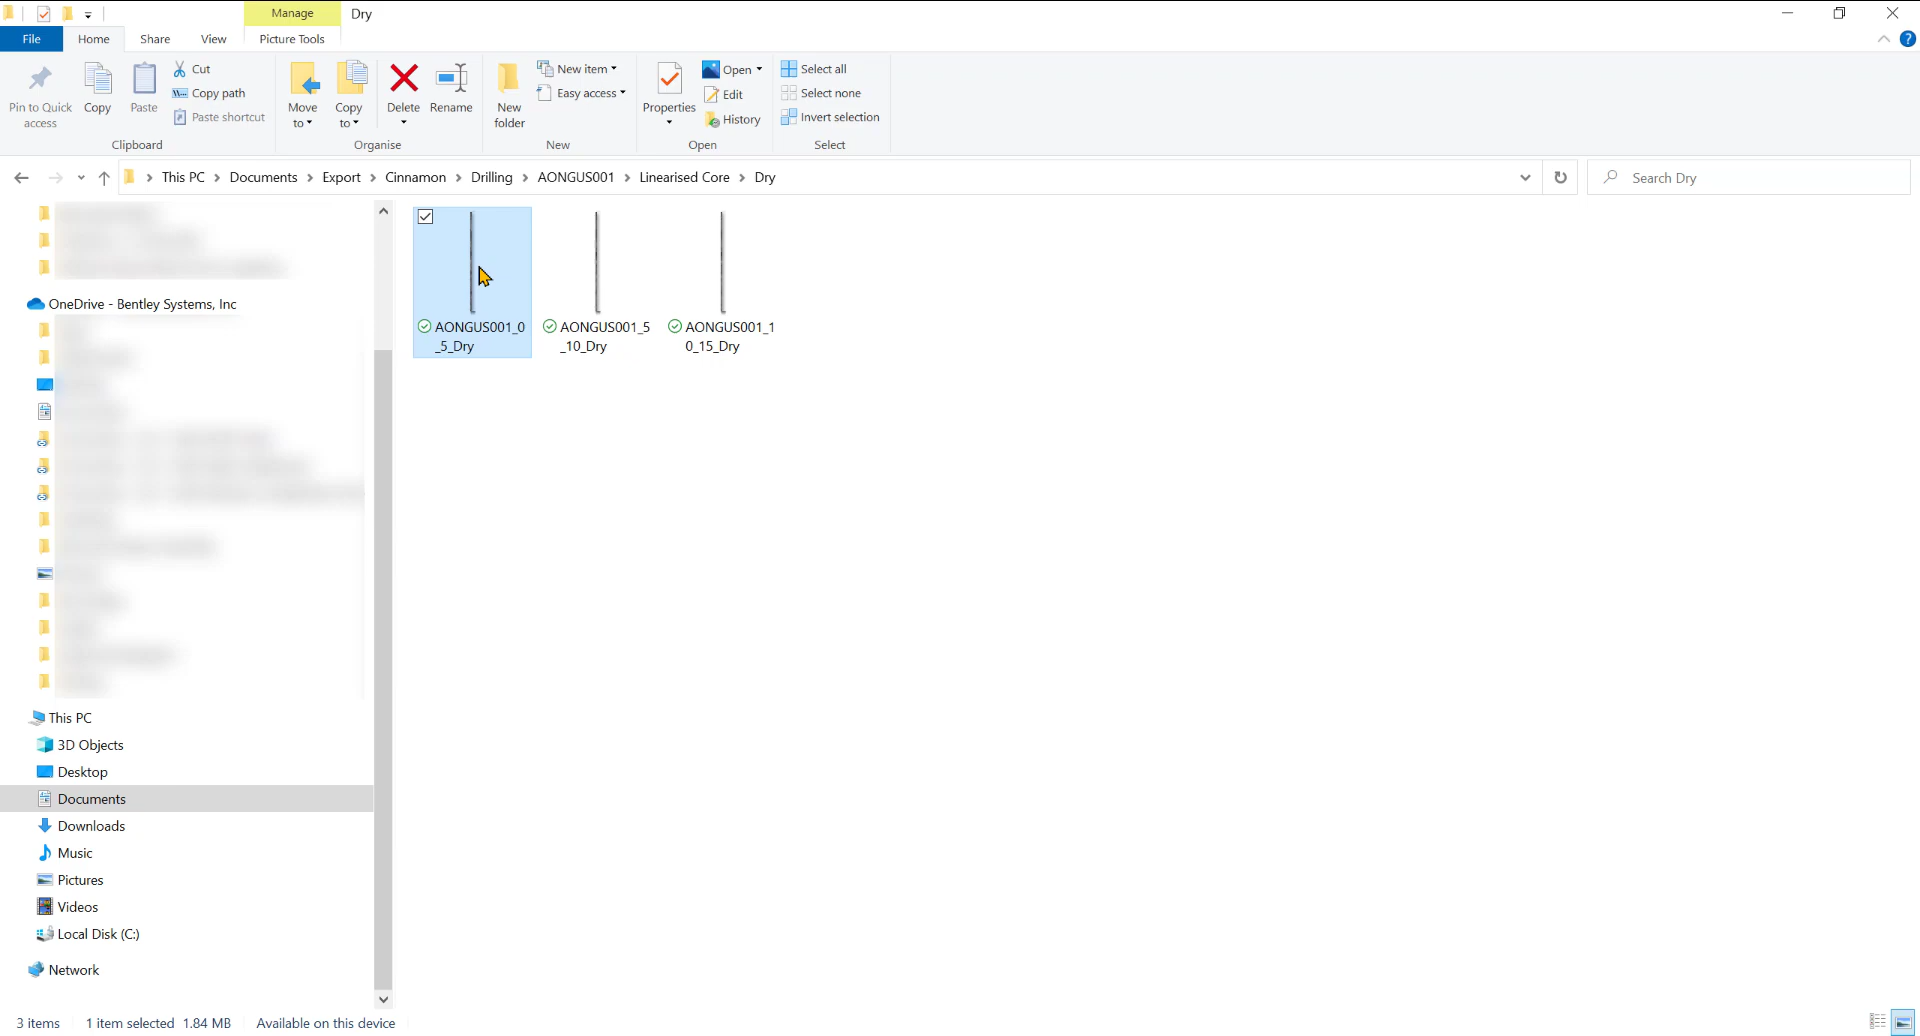 Manage Dry
File Home Share View Picture Tools
Pin to Quick access
Copy
Paste
Cut
Copy path
Paste shortcut
Clipboard
Move to
Copy to
Delete
Rename
Organise
New folder
New item
Easy access
New
Properties
Open
Edit
History
Open
Select all
Select none
Invert selection
Select
This PC > Documents > Export > Cinnamon > Drilling > AONGUS001 > Linearised Core > Dry
Search Dry
OneDrive - Bentley Systems, Inc
This PC
3D Objects
Desktop
Documents
Downloads
Music
Pictures
Videos
Local Disk (C:)
Network
AONGUS001_0
_5_Dry
AONGUS001_5
_10_Dry
AONGUS001_1
0_15_Dry
3 items 1 item selected 1.84 MB Available on this device